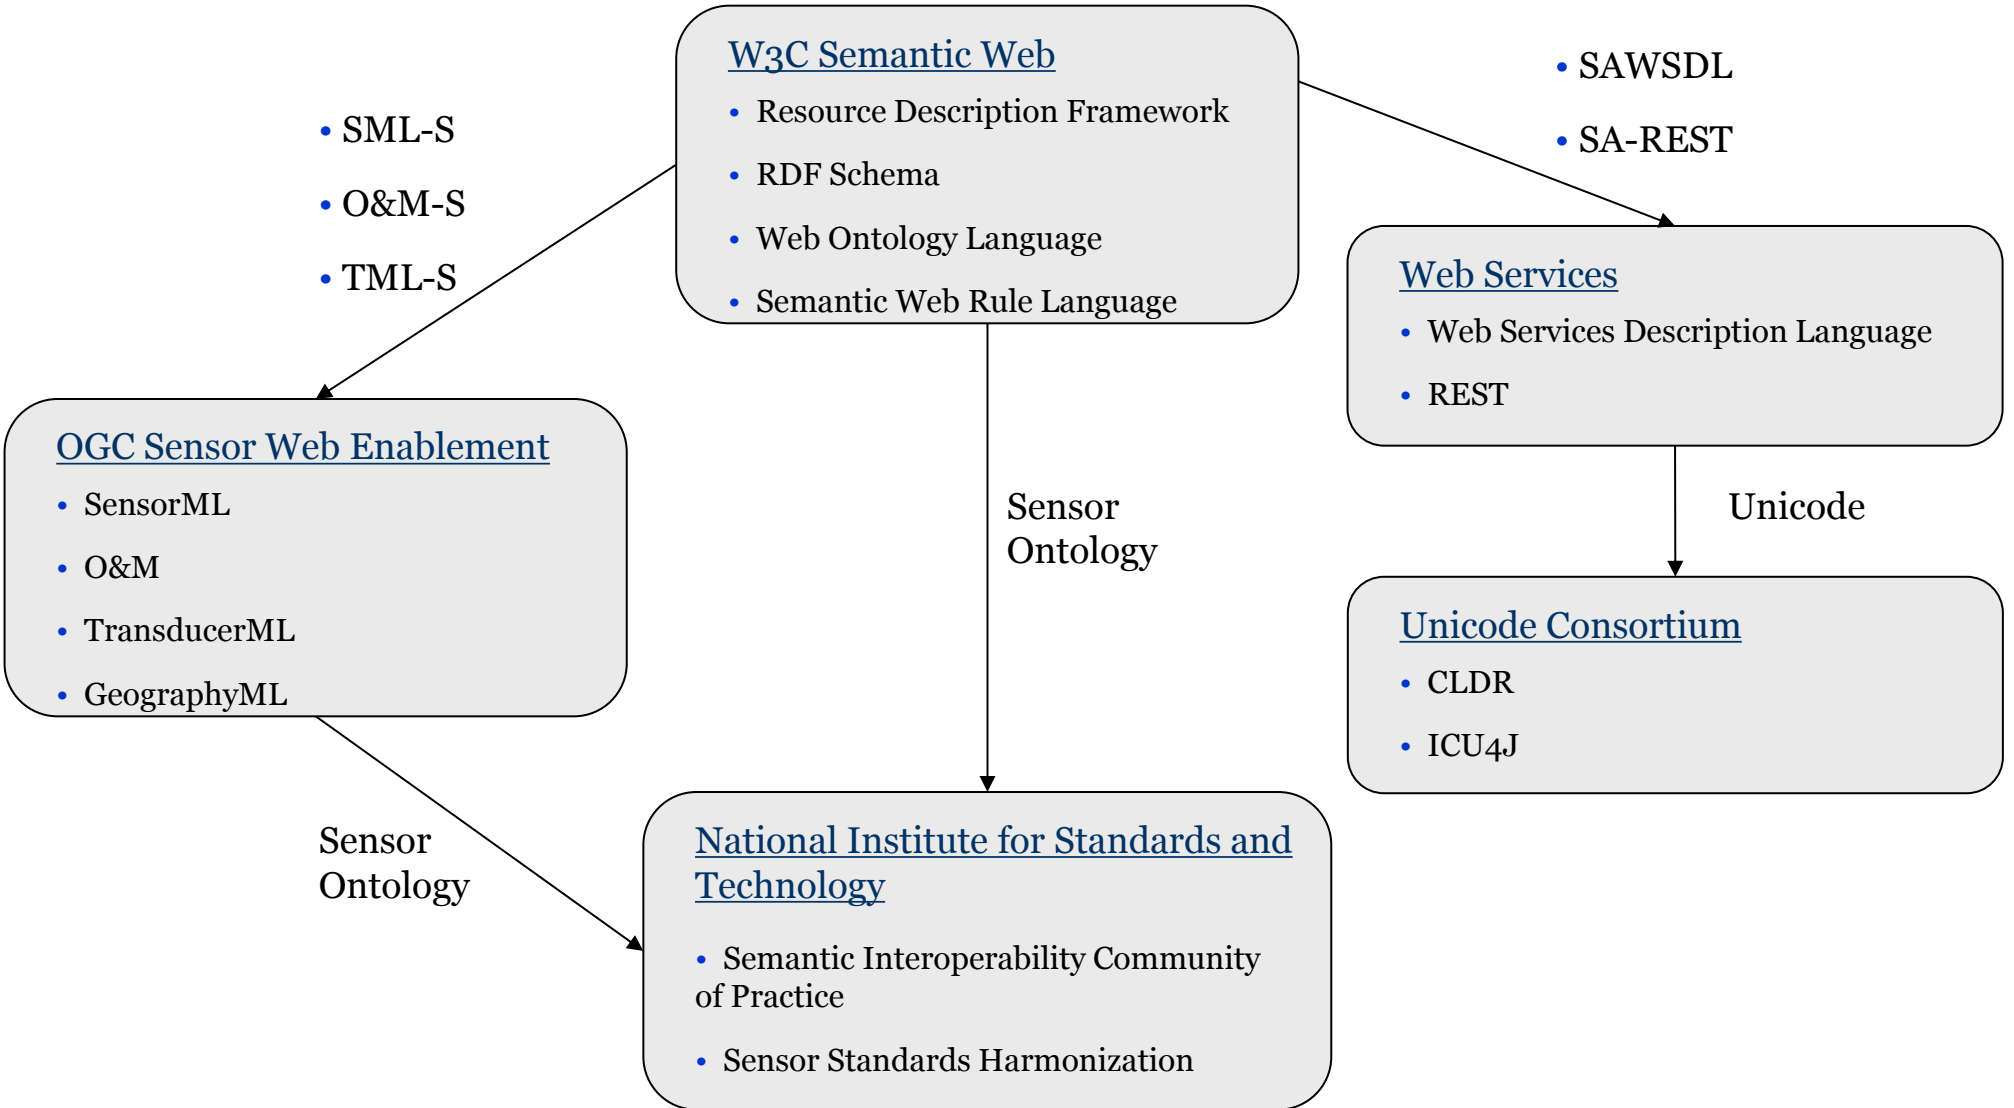 W3C Semantic Web
• Resource Description Framework
• RDF Schema
• Web Ontology Language
• Semantic Web Rule Language
• SML-S
• O&M-S
• TML-S
• SAWSDL
• SA-REST
Web Services
• Web Services Description Language
• REST
OGC Sensor Web Enablement
• SensorML
• O&M
• TransducerML
• GeographyML
Sensor
Ontology
Unicode
Unicode Consortium
• CLDR
• ICU4J
Sensor
Ontology
National Institute for Standards and
Technology
• Semantic Interoperability Community
of Practice
• Sensor Standards Harmonization